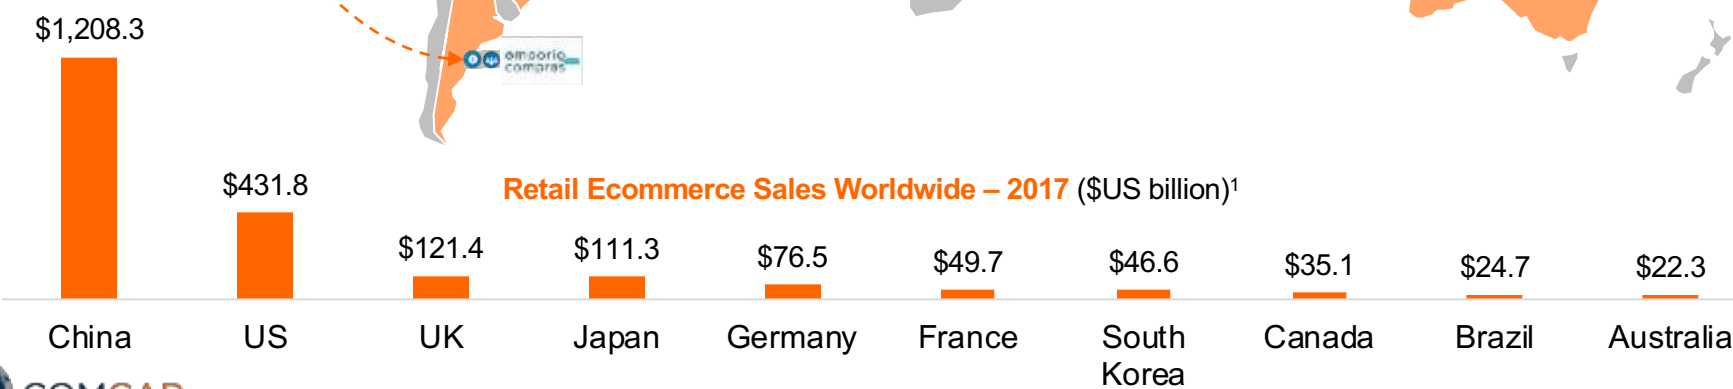 $1,208.3
emporio
compras
$431.8
Retail Ecommerce Sales Worldwide – 2017 ($US billion)¹
$121.4
$111.3
$76.5
$49.7
$46.6
$35.1
$24.7
$22.3
China
US
UK
Japan
Germany
France
South
Korea
Canada
Brazil
Australia